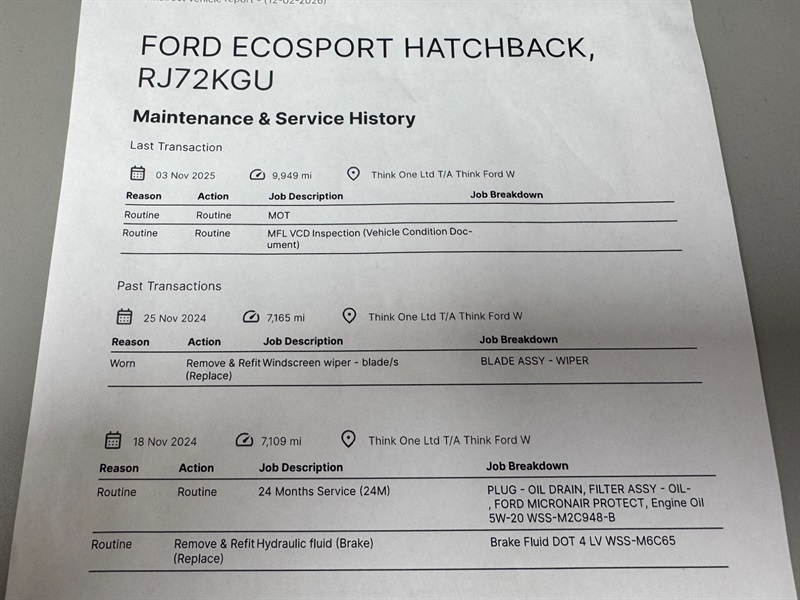 vehicle report - (12-02-2026)
FORD ECOSPORT HATCHBACK,
RJ72KGU
Maintenance & Service History
Last Transaction
03 Nov 2025 9,949 mi Think One Ltd T/A Think Ford W
Reason Action Job Description Job Breakdown
Routine Routine MOT
Routine Routine MFL VCD Inspection (Vehicle Condition Doc-
ument)
Past Transactions
25 Nov 2024 7,165 mi Think One Ltd T/A Think Ford W
Reason Action Job Description Job Breakdown
Worn Remove & Refit Windscreen wiper - blade/s BLADE ASSY - WIPER
(Replace)
18 Nov 2024 7,109 mi Think One Ltd T/A Think Ford W
Reason Action Job Description Job Breakdown
Routine Routine 24 Months Service (24M) PLUG - OIL DRAIN, FILTER ASSY - OIL-
, FORD MICRONAIR PROTECT, Engine Oil
5W-20 WSS-M2C948-B
Routine Remove & Refit Hydraulic fluid (Brake) Brake Fluid DOT 4 LV WSS-M6C65
(Replace)